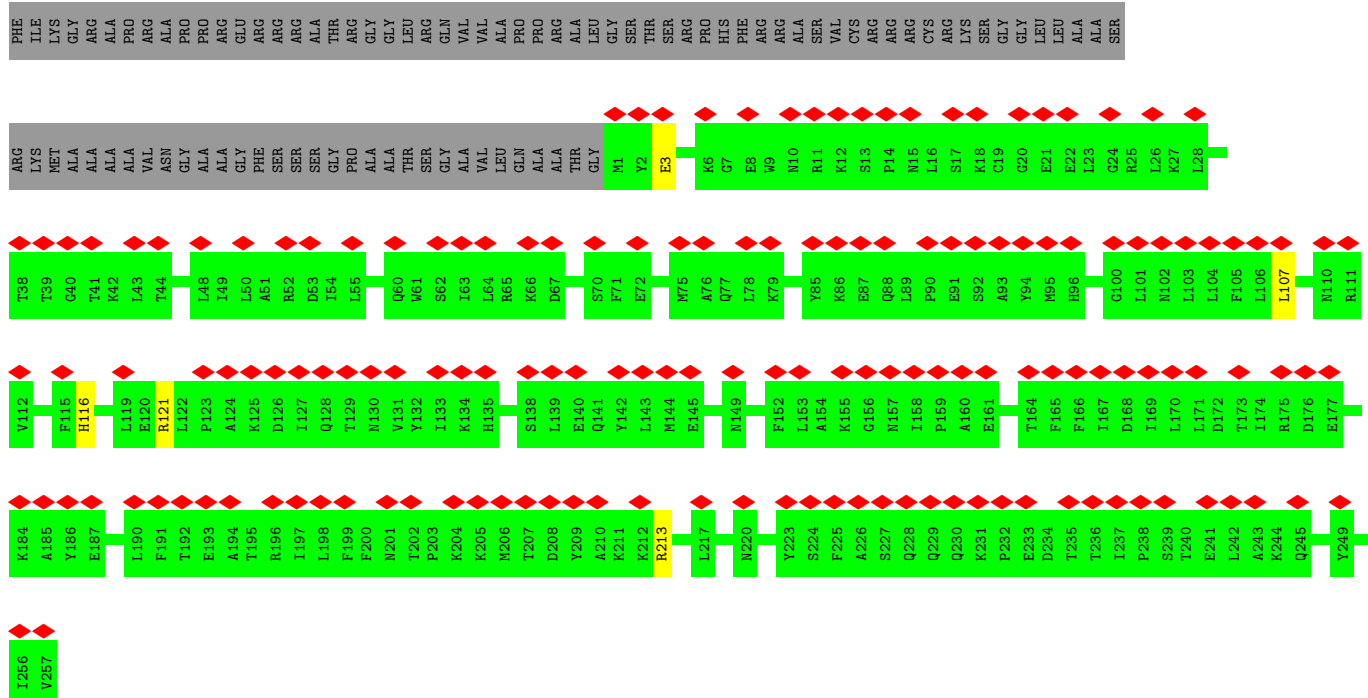 PHE ILE LYS GLY ARG ALA PRO ARG ALA PRO PRO ARG GLU ARG ARG ARG ALA THR ARG GLY GLY LEU ARG GLN VAL VAL ALA PRO PRO ARG ALA LEU GLY SER THR SER ARG PRO HIS PHE ARG ARG ALA SER VAL CYS ARG ARG ARG CYS ARG LYS SER GLY GLY LEU LEU ALA ALA SER
ARG LYS MET ALA ALA ALA ALA VAL ASN GLY ALA ALA GLY PHE SER SER SER GLY PRO ALA ALA THR SER GLY ALA VAL LEU GLN ALA ALA THR GLY M1 Y2 E3 K6 G7 E8 W9 N10 R11 K12 S13 P14 N15 L16 S17 K18 C19 G20 E21 E22 L23 G24 R25 L26 K27 L28
T38 T39 G40 T41 K42 L43 T44 L48 I49 L50 A51 R52 D53 I54 L55 Q60 W61 S62 I63 L64 R65 K66 D67 S70 F71 E72 M75 A76 Q77 L78 K79 Y85 K86 E87 Q88 L89 P90 E91 S92 A93 Y94 M95 H96 G100 L101 N102 L103 L104 F105 L106 L107 N110 R111
V112 F115 H116 L119 E120 R121 L122 P123 A124 K125 D126 I127 Q128 T129 N130 V131 Y132 I133 K134 H135 S138 L139 E140 Q141 Y142 L143 M144 E145 N149 F152 L153 A154 K155 G156 N157 I158 P159 A160 E161 T164 F165 F166 I167 D168 I169 L170 L171 D172 T173 I174 R175 D176 E177
K184 A185 Y186 E187 L190 F191 T192 E193 A194 T195 R196 I197 L198 F199 F200 N201 T202 P203 K204 K205 M206 T207 D208 Y209 A210 K211 K212 R213 L217 N220 Y223 S224 F225 A226 S227 Q228 Q229 Q230 K231 P232 E233 D234 T235 T236 I237 P238 S239 T240 E241 L242 A243 K244 Q245 Y249
I256 V257